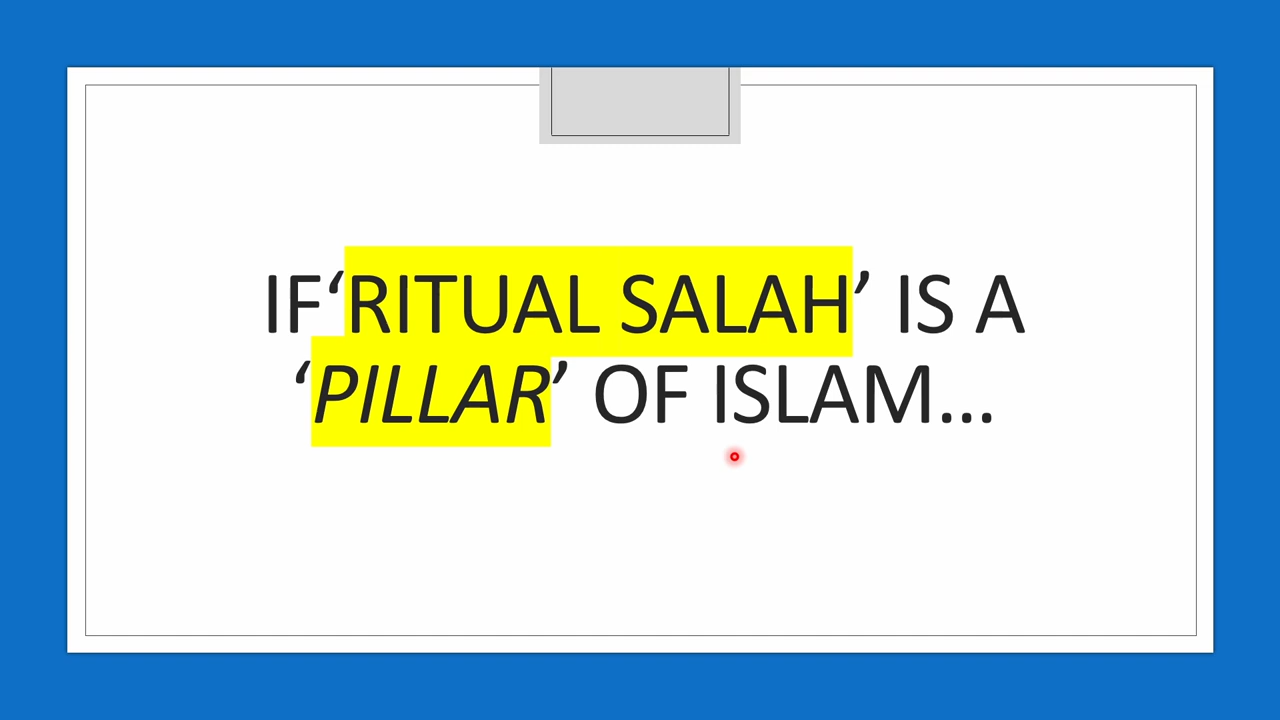 IF‘RITUAL SALAH’ IS A
‘PILLAR’ OF ISLAM…